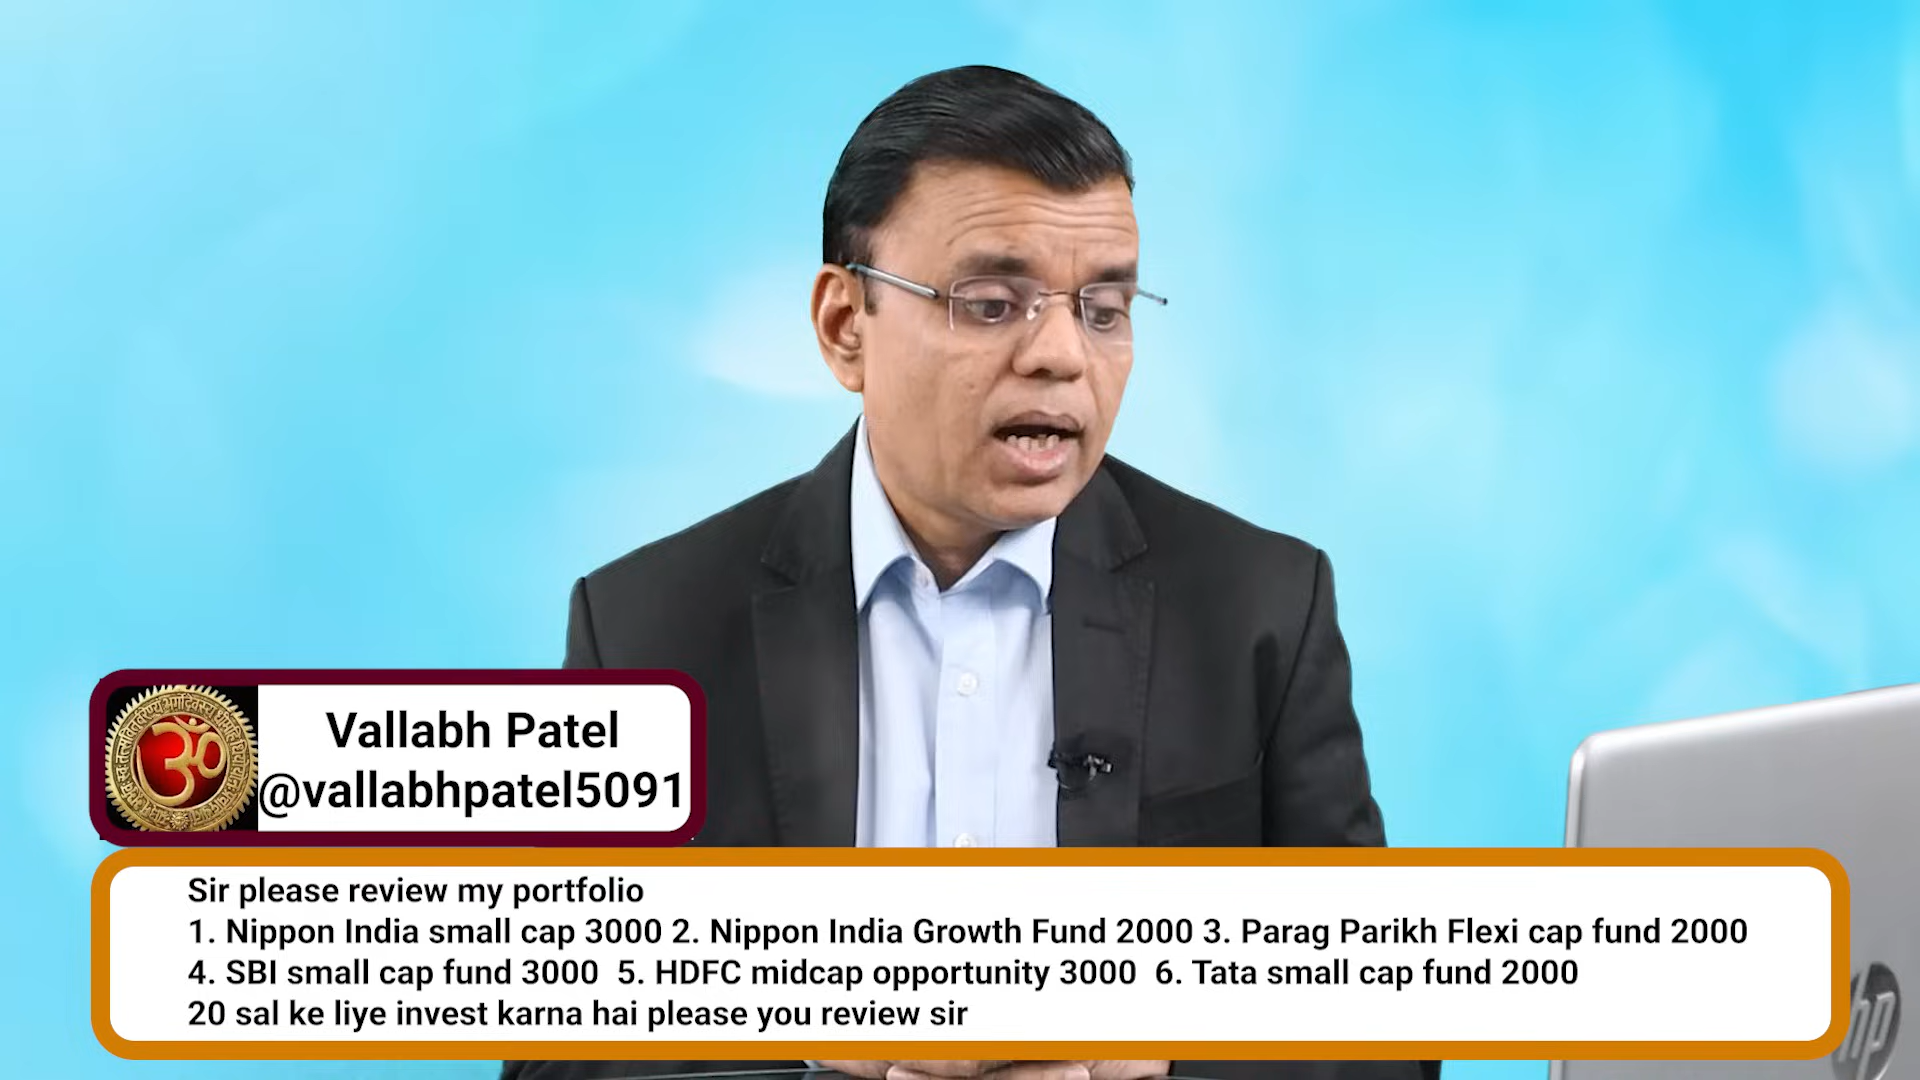 Vallabh Patel
@vallabhpatel5091
Sir please review my portfolio
1. Nippon India small cap 3000 2. Nippon India Growth Fund 2000 3. Parag Parikh Flexi cap fund 2000
4. SBI small cap fund 3000  5. HDFC midcap opportunity 3000  6. Tata small cap fund 2000
20 sal ke liye invest karna hai please you review sir
hp